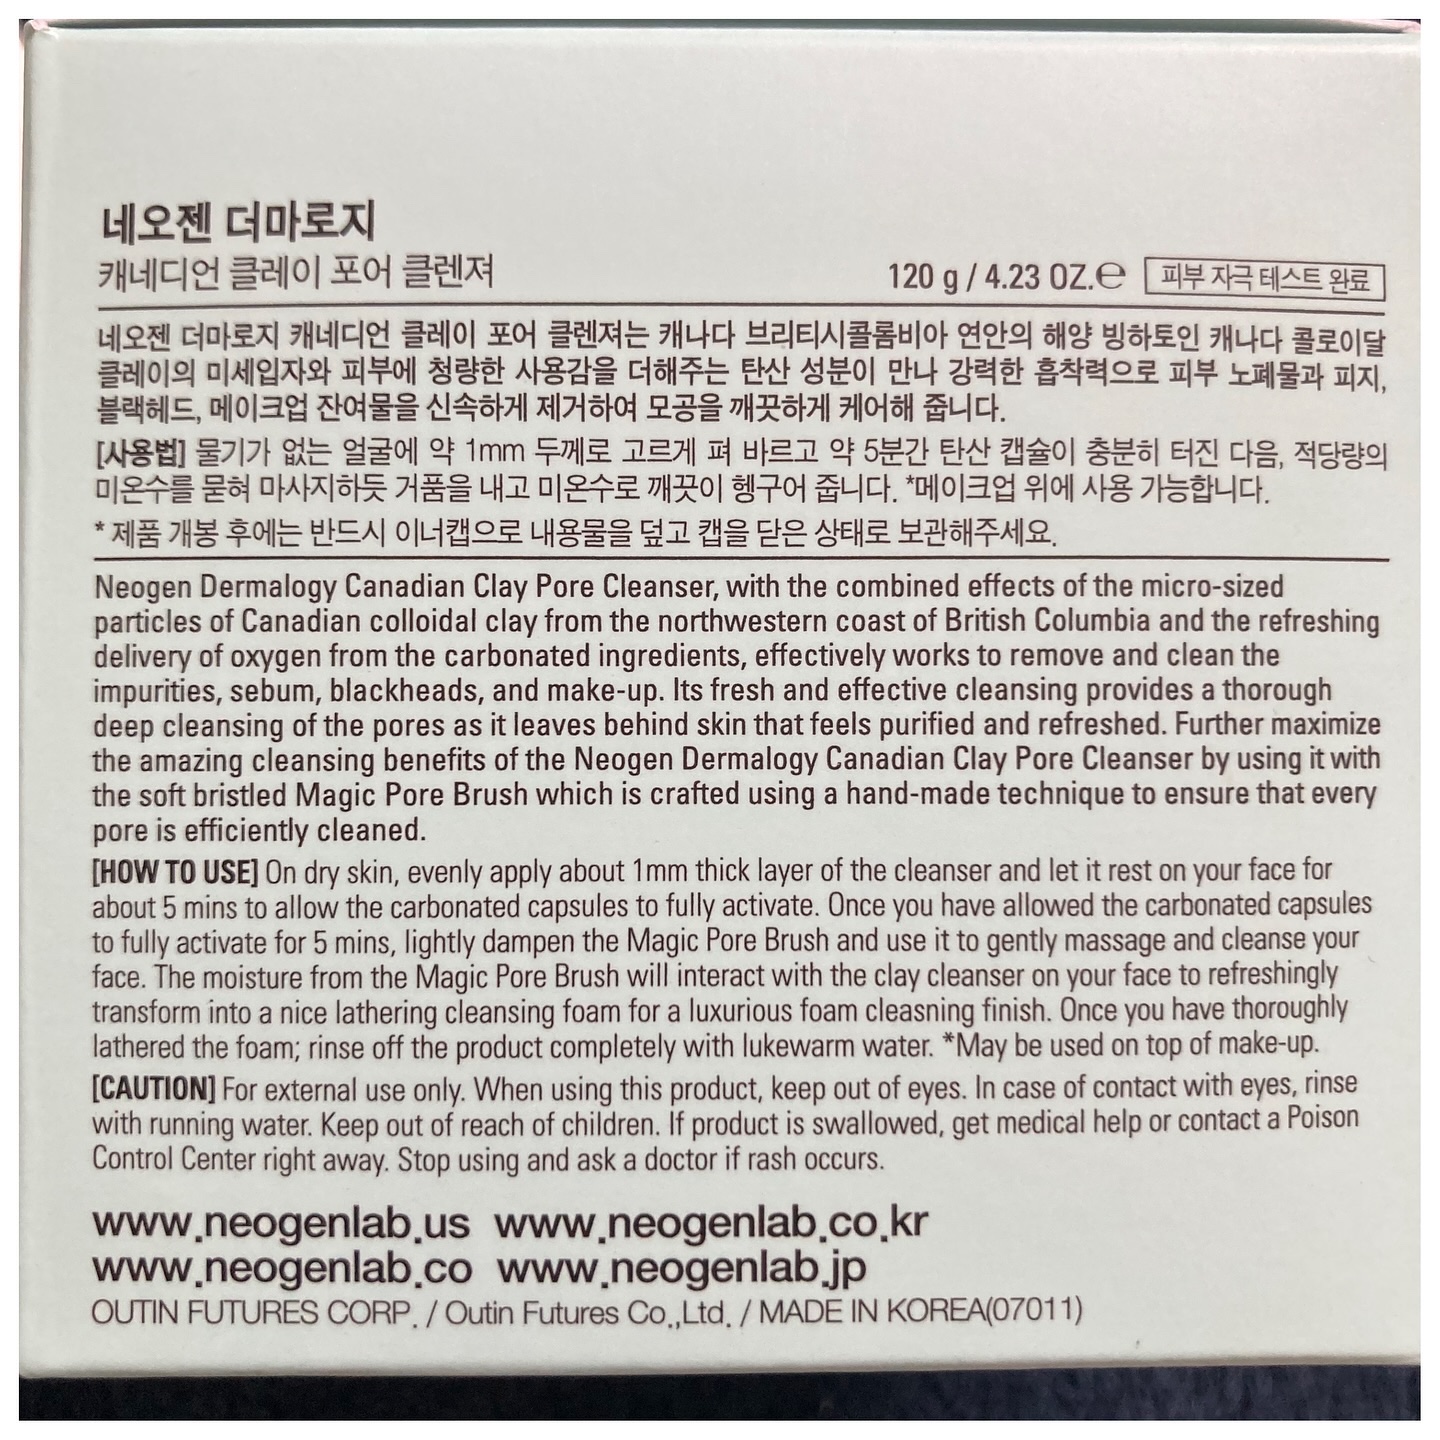 네오젠 더마로지
캐네디언 클레이 포어 클렌져
120 g / 4.23 OZ.℮ 피부 자극 테스트 완료
네오젠 더마로지 캐네디언 클레이 포어 클렌져는 캐나다 브리티시콜롬비아 연안의 해양 빙하토인 캐나다 콜로이달
클레이의 미세입자와 피부에 청량한 사용감을 더해주는 탄산 성분이 만나 강력한 흡착력으로 피부 노폐물과 피지,
블랙헤드, 메이크업 잔여물을 신속하게 제거하여 모공을 깨끗하게 케어해 줍니다.
[사용법] 물기가 없는 얼굴에 약 1mm 두께로 고르게 펴 바르고 약 5분간 탄산 캡슐이 충분히 터진 다음, 적당량의
미온수를 묻혀 마사지하듯 거품을 내고 미온수로 깨끗이 헹구어 줍니다. *메이크업 위에 사용 가능합니다.
* 제품 개봉 후에는 반드시 이너캡으로 내용물을 덮고 캡을 닫은 상태로 보관해주세요.
Neogen Dermalogy Canadian Clay Pore Cleanser, with the combined effects of the micro-sized
particles of Canadian colloidal clay from the northwestern coast of British Columbia and the refreshing
delivery of oxygen from the carbonated ingredients, effectively works to remove and clean the
impurities, sebum, blackheads, and make-up. Its fresh and effective cleansing provides a thorough
deep cleansing of the pores as it leaves behind skin that feels purified and refreshed. Further maximize
the amazing cleansing benefits of the Neogen Dermalogy Canadian Clay Pore Cleanser by using it with
the soft bristled Magic Pore Brush which is crafted using a hand-made technique to ensure that every
pore is efficiently cleaned.
[HOW TO USE] On dry skin, evenly apply about 1mm thick layer of the cleanser and let it rest on your face for
about 5 mins to allow the carbonated capsules to fully activate. Once you have allowed the carbonated capsules
to fully activate for 5 mins, lightly dampen the Magic Pore Brush and use it to gently massage and cleanse your
face. The moisture from the Magic Pore Brush will interact with the clay cleanser on your face to refreshingly
transform into a nice lathering cleansing foam for a luxurious foam cleasning finish. Once you have thoroughly
lathered the foam; rinse off the product completely with lukewarm water. *May be used on top of make-up.
[CAUTION] For external use only. When using this product, keep out of eyes. In case of contact with eyes, rinse
with running water. Keep out of reach of children. If product is swallowed, get medical help or contact a Poison
Control Center right away. Stop using and ask a doctor if rash occurs.
www.neogenlab.us www.neogenlab.co.kr
www.neogenlab.co www.neogenlab.jp
OUTIN FUTURES CORP. / Outin Futures Co.,Ltd. / MADE IN KOREA(07011)